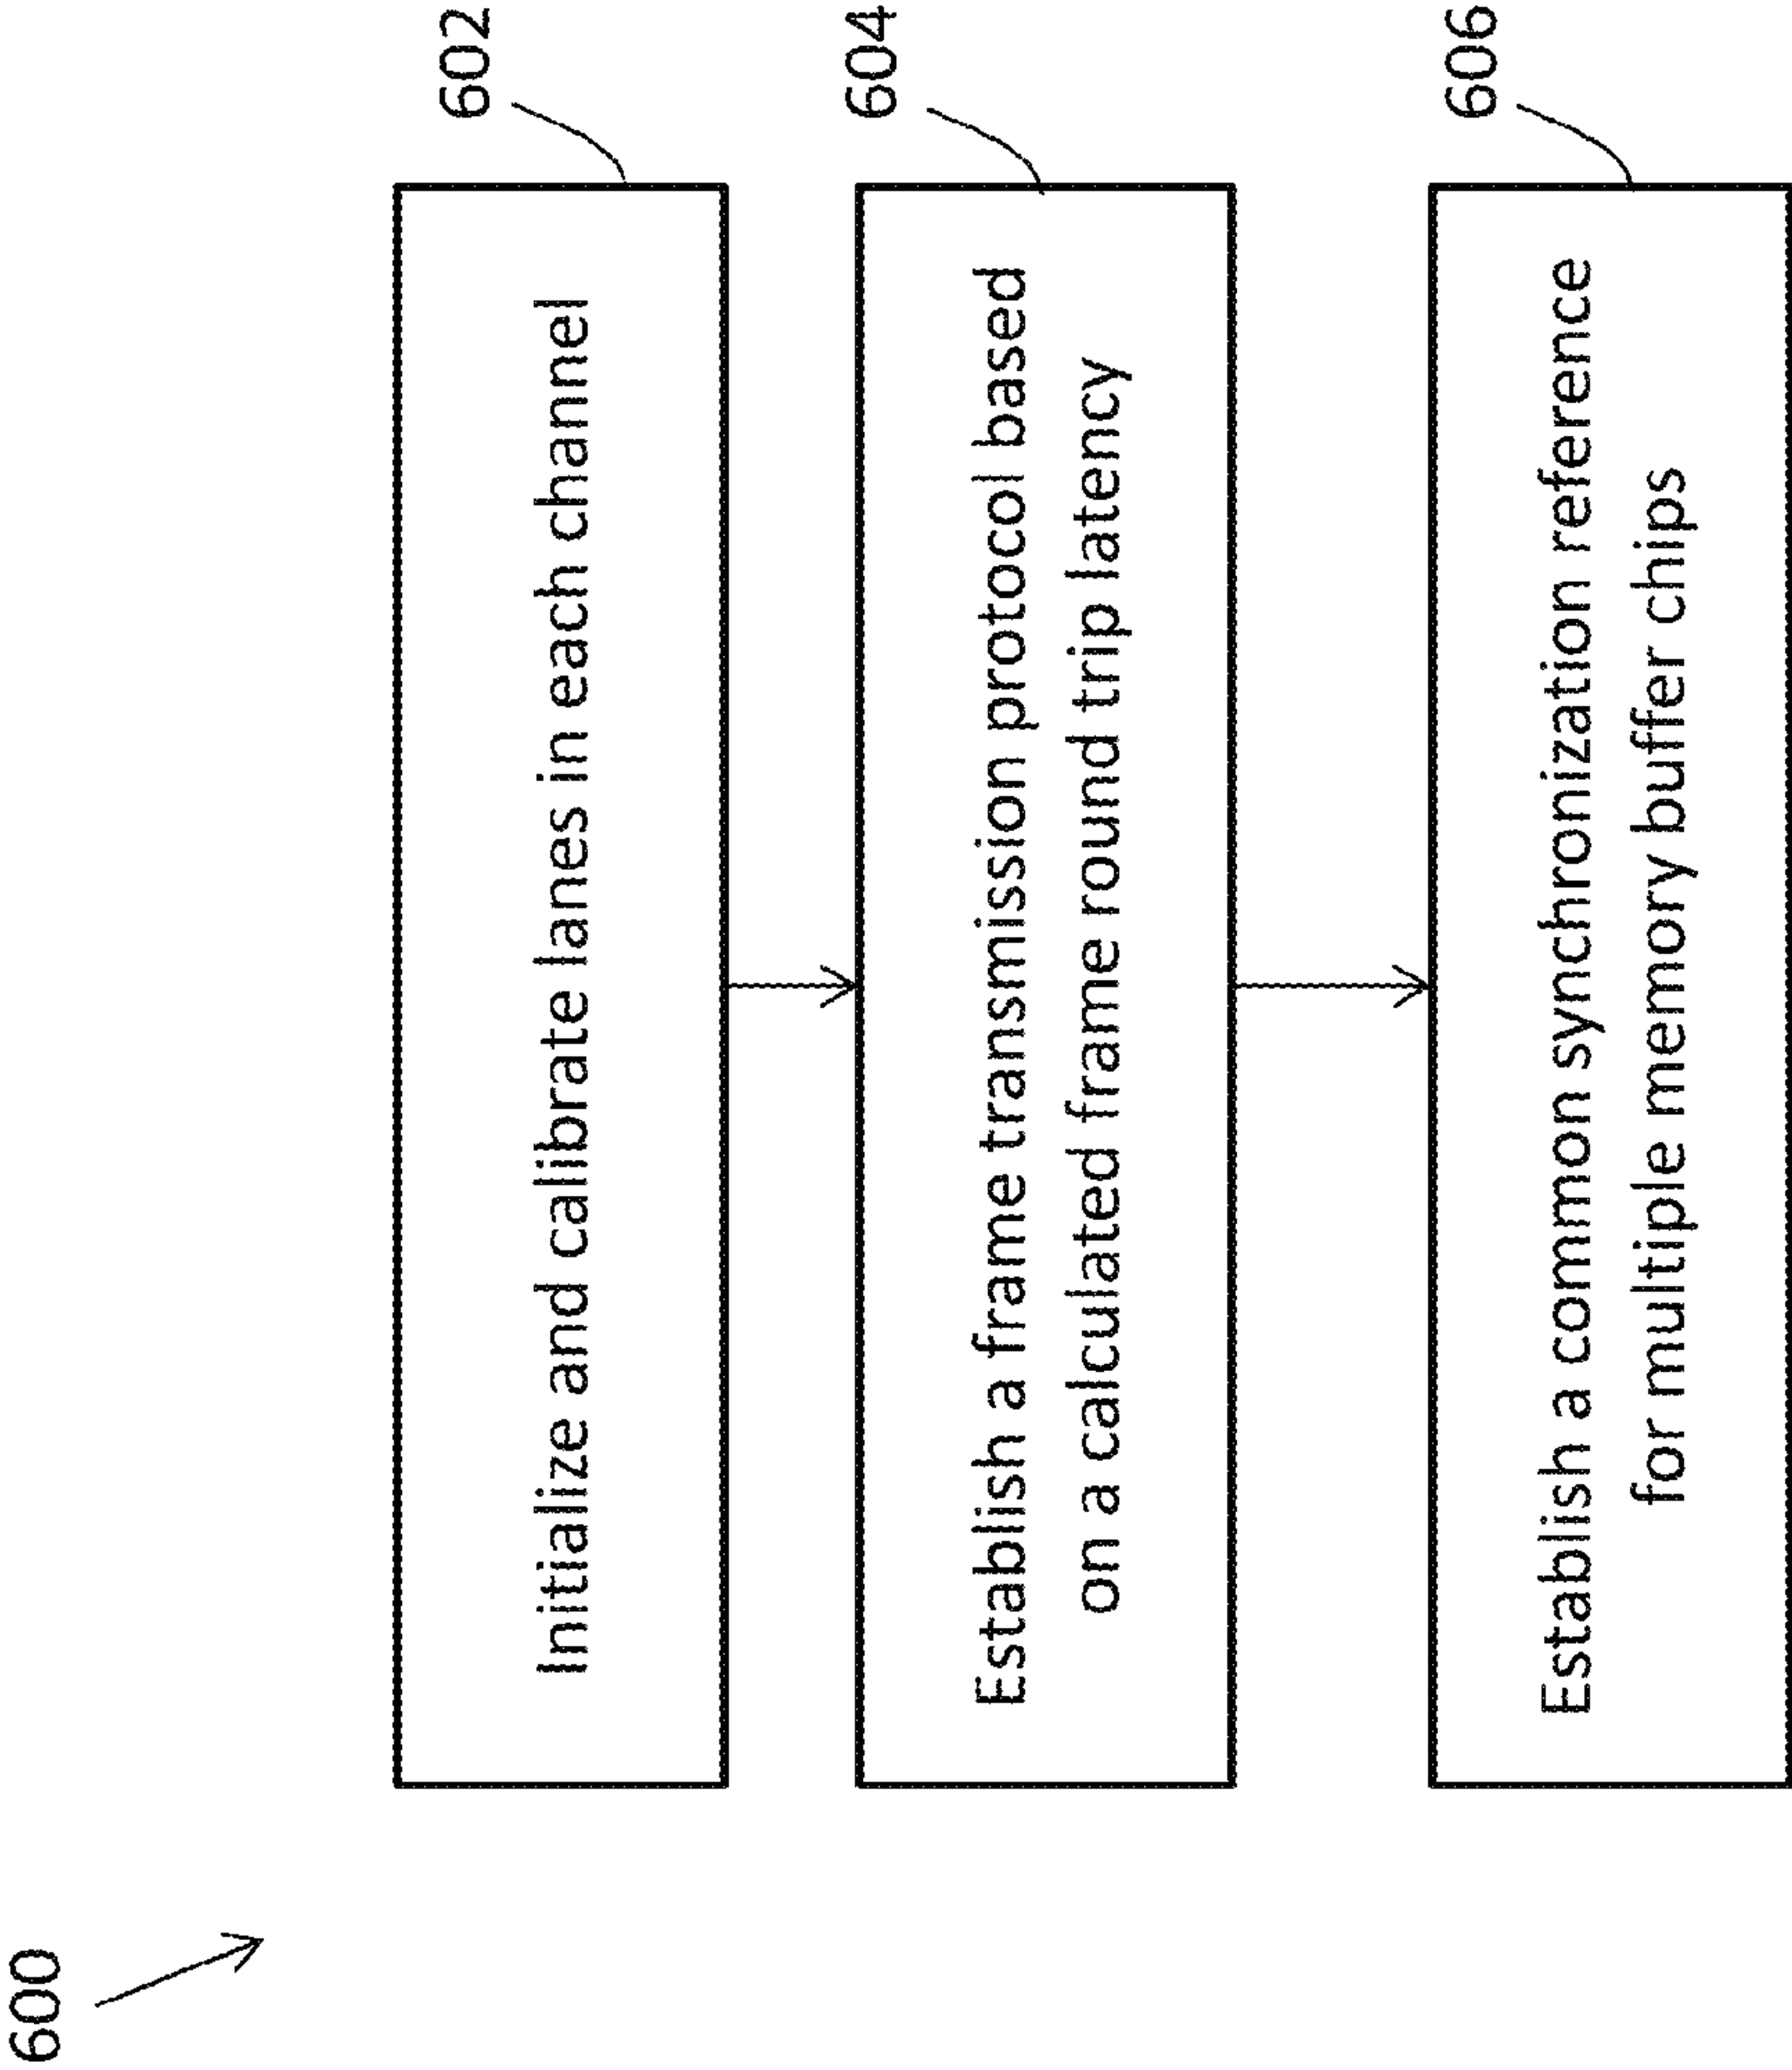 600
602
Initialize and calibrate lanes in each channel
604
Establish a frame transmission protocol based
on a calculated frame round trip latency
606
Establish a common synchronization reference
for multiple memory buffer chips